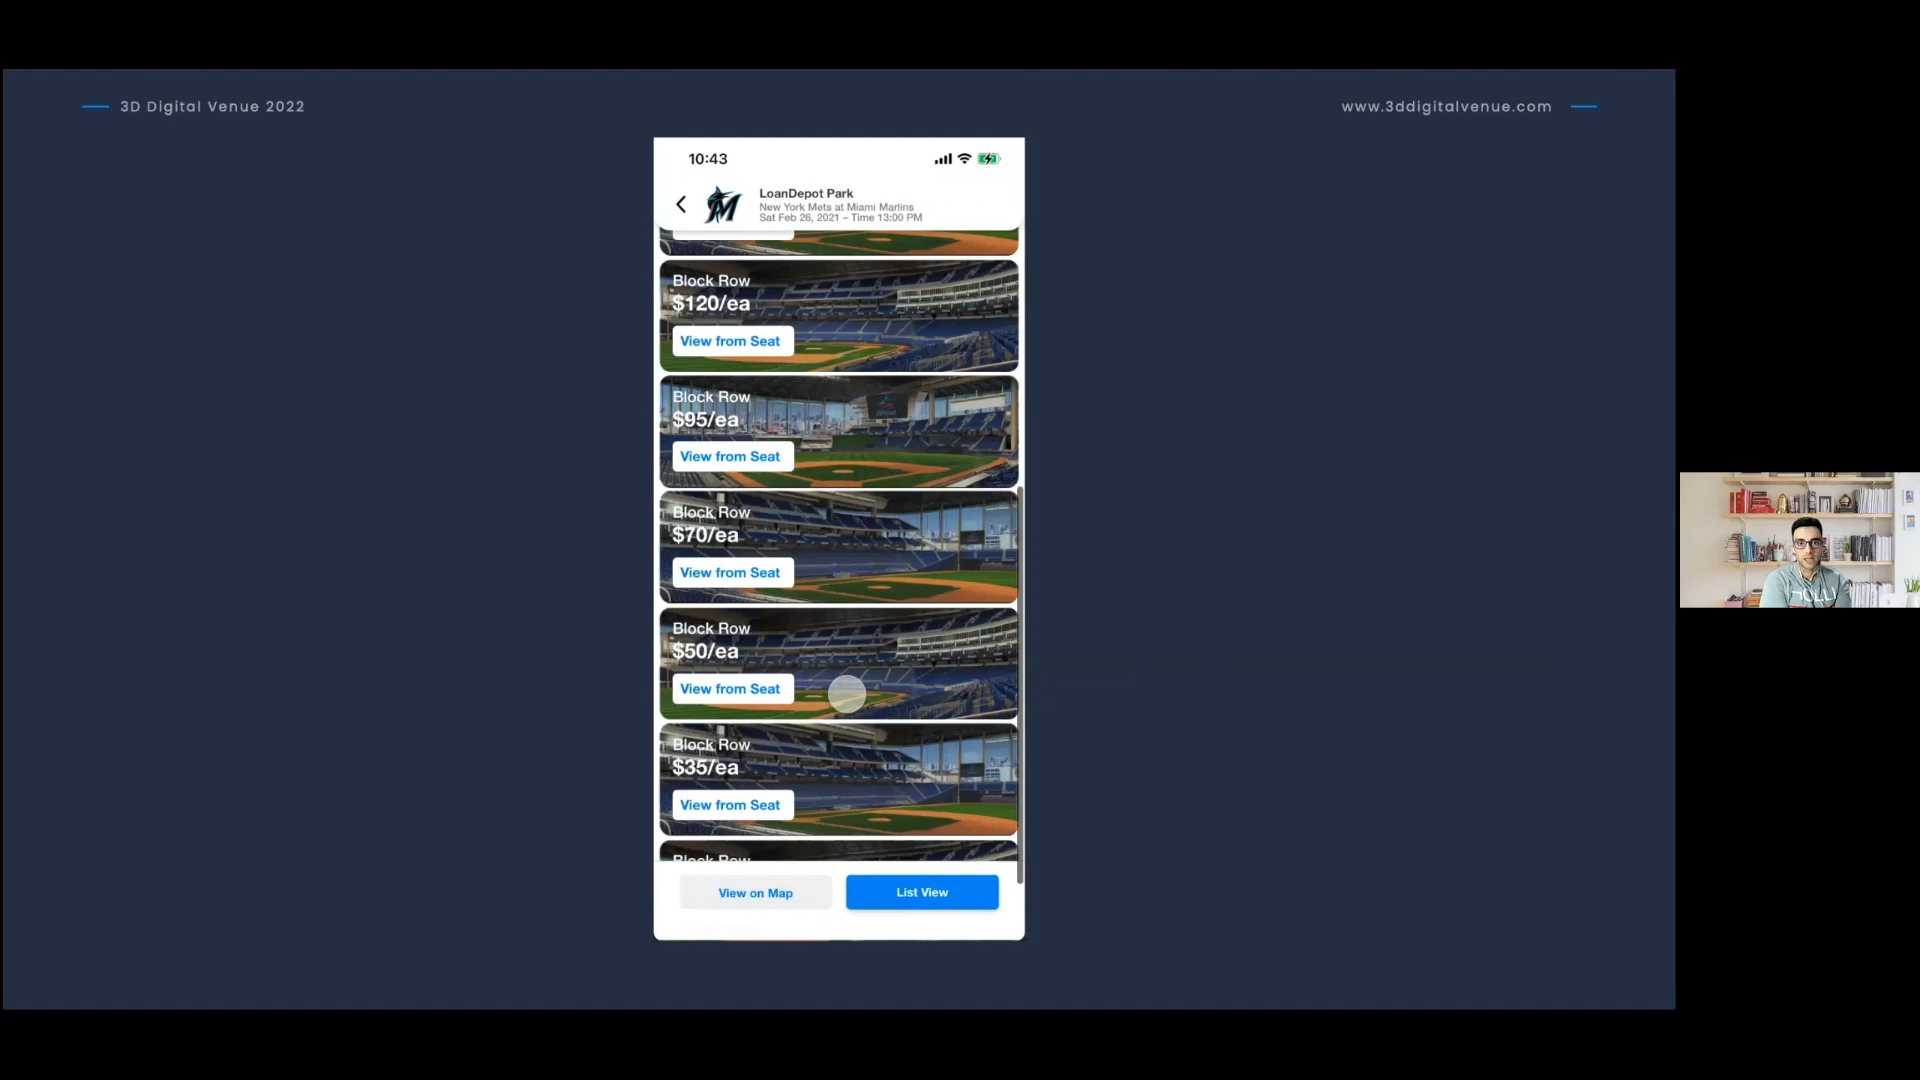 3D Digital Venue 2022
www.3ddigitalvenue.com
10:43
LoanDepot Park
New York Mets at Miami Marlins
Sat Feb 26, 2021 – Time 13:00 PM
Block Row
$120/ea
View from Seat
Block Row
$95/ea
View from Seat
Block Row
$70/ea
View from Seat
Block Row
$50/ea
View from Seat
Block Row
$35/ea
View from Seat
Block Row
View on Map
List View